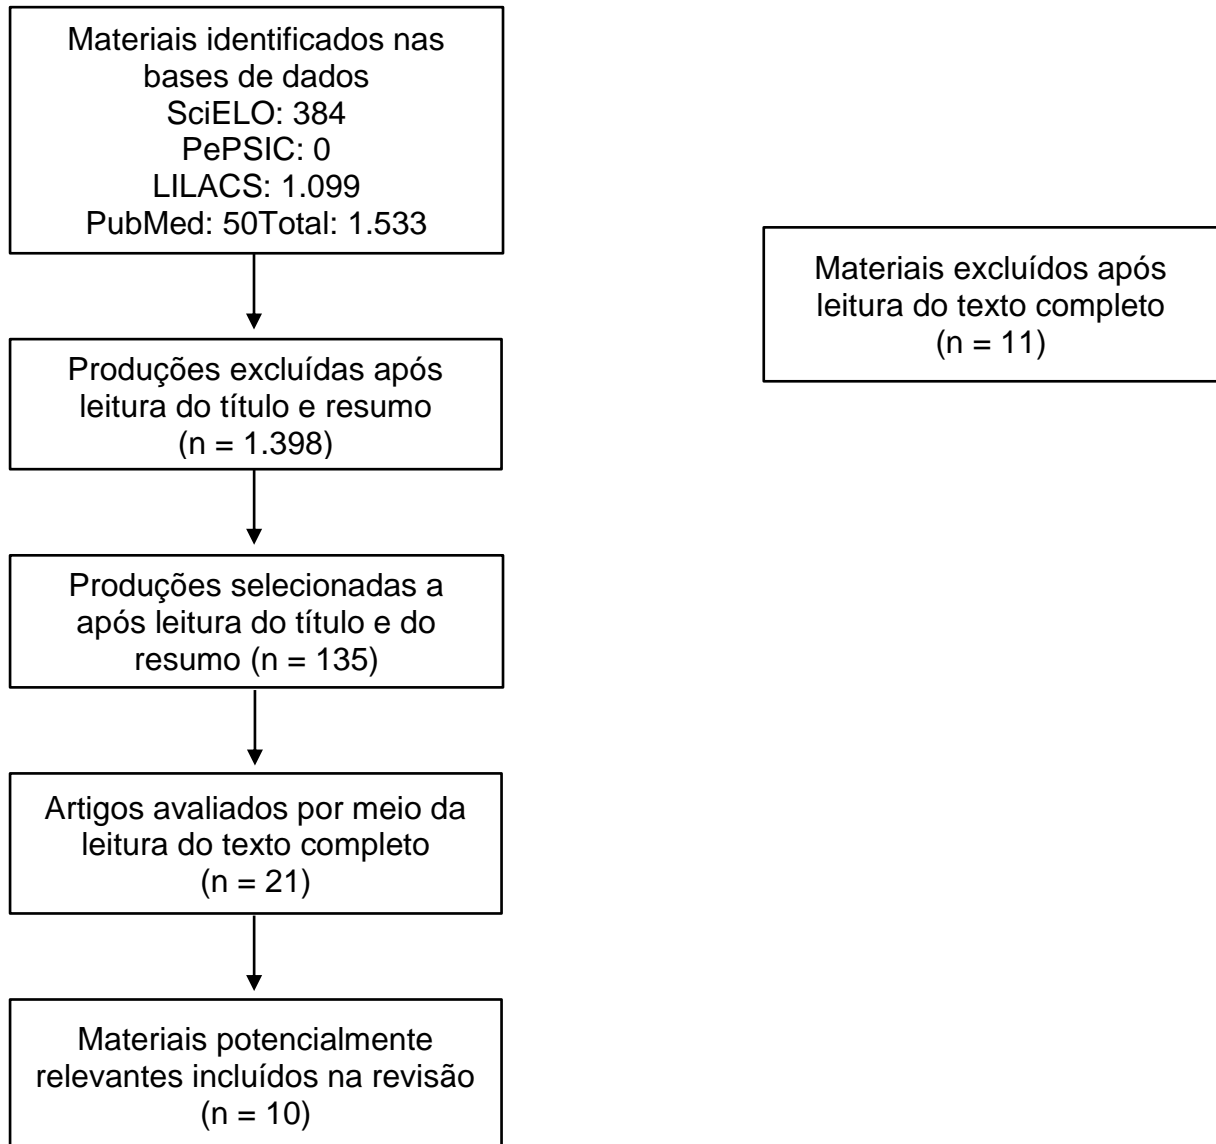 Materiais identificados nas
bases de dados
SciELO: 384
PePSIC: 0
LILACS: 1.099
PubMed: 50Total: 1.533
Materiais excluídos após
leitura do texto completo
(n = 11)
Produções excluídas após
leitura do título e resumo
(n = 1.398)
Produções selecionadas a
após leitura do título e do
resumo (n = 135)
Artigos avaliados por meio da
leitura do texto completo
(n = 21)
Materiais potencialmente
relevantes incluídos na revisão
(n = 10)